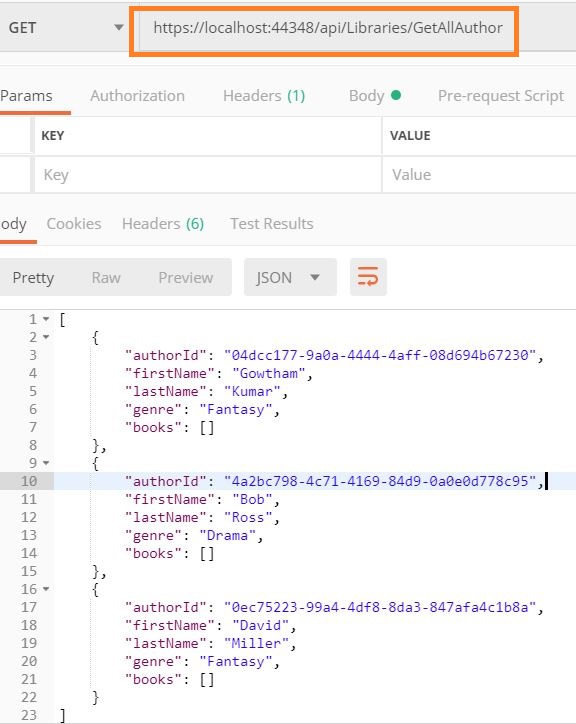 GET https://localhost:44348/api/Libraries/GetAllAuthor
Params Authorization Headers (1) Body Pre-request Script
KEY VALUE
Key Value
ody Cookies Headers (6) Test Results
Pretty Raw Preview JSON
1 [
2 {
3 "authorId": "04dcc177-9a0a-4444-4aff-08d694b67230",
4 "firstName": "Gowtham",
5 "lastName": "Kumar",
6 "genre": "Fantasy",
7 "books": []
8 },
9 {
10 "authorId": "4a2bc798-4c71-4169-84d9-0a0e0d778c95",
11 "firstName": "Bob",
12 "lastName": "Ross",
13 "genre": "Drama",
14 "books": []
15 },
16 {
17 "authorId": "0ec75223-99a4-4df8-8da3-847afa4c1b8a",
18 "firstName": "David",
19 "lastName": "Miller",
20 "genre": "Fantasy",
21 "books": []
22 }
23 ]